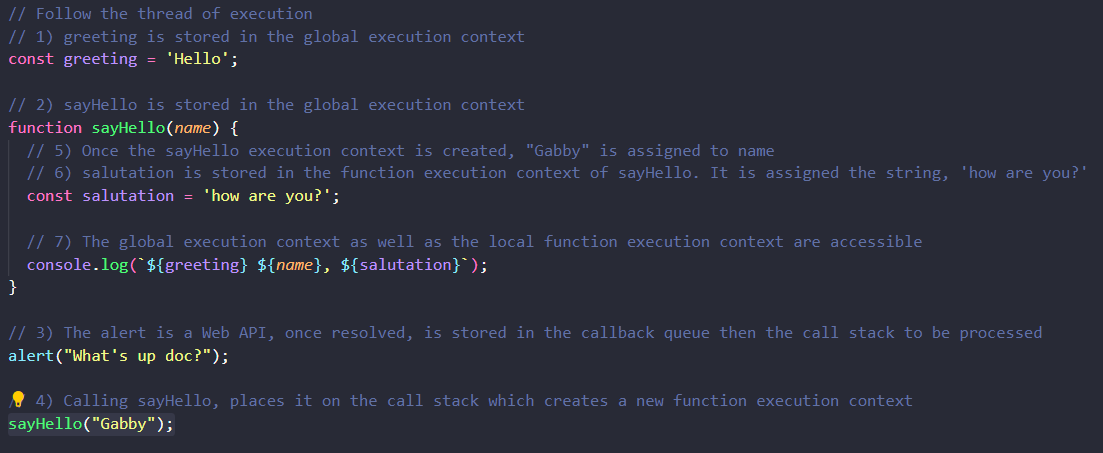 // Follow the thread of execution
// 1) greeting is stored in the global execution context
const greeting = 'Hello';
// 2) sayHello is stored in the global execution context
function sayHello(name) {
// 5) Once the sayHello execution context is created, "Gabby" is assigned to name
// 6) salutation is stored in the function execution context of sayHello. It is assigned the string, 'how are you?'
const salutation = 'how are you?';
// 7) The global execution context as well as the local function execution context are accessible
console.log(`${greeting} ${name}, ${salutation}`);
}
// 3) The alert is a Web API, once resolved, is stored in the callback queue then the call stack to be processed
alert("What's up doc?");
/ 4) Calling sayHello, places it on the call stack which creates a new function execution context
sayHello("Gabby");